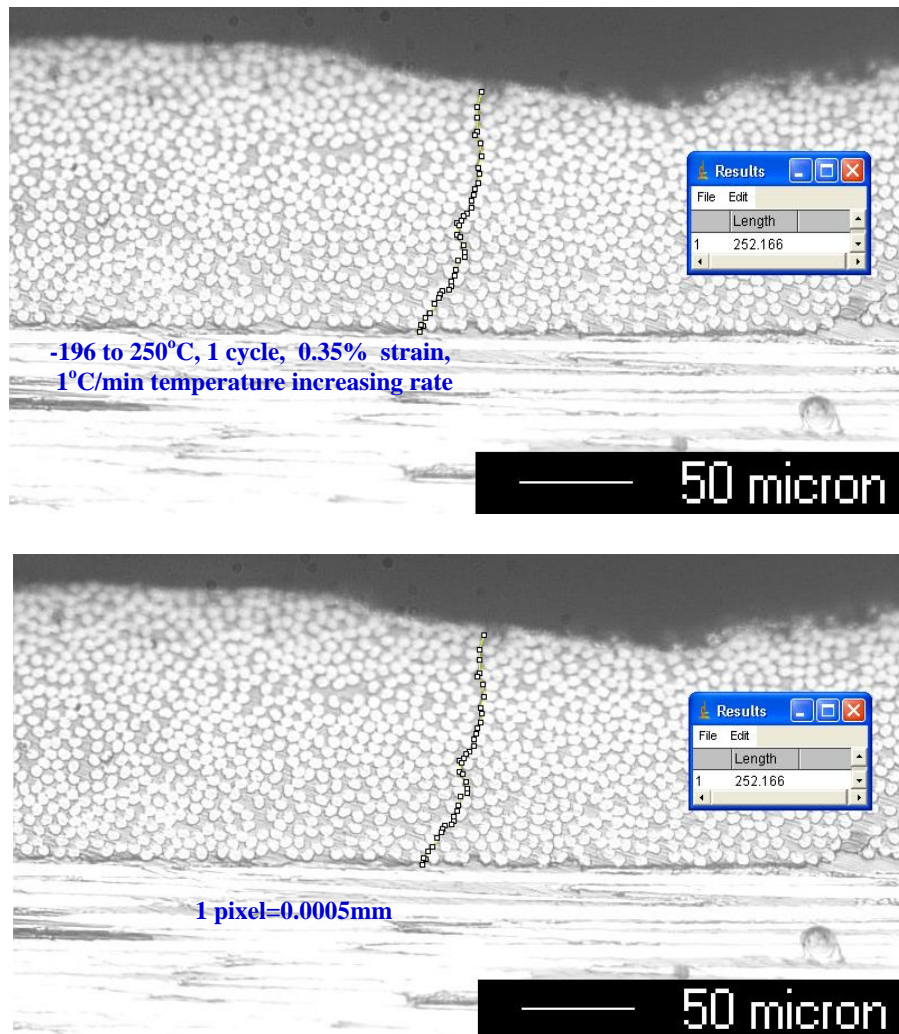 Results
File Edit
Length
1 252.166
-196 to 250°C, 1 cycle, 0.35% strain,
1°C/min temperature increasing rate
50 micron
Results
File Edit
Length
1 252.166
1 pixel=0.0005mm
50 micron